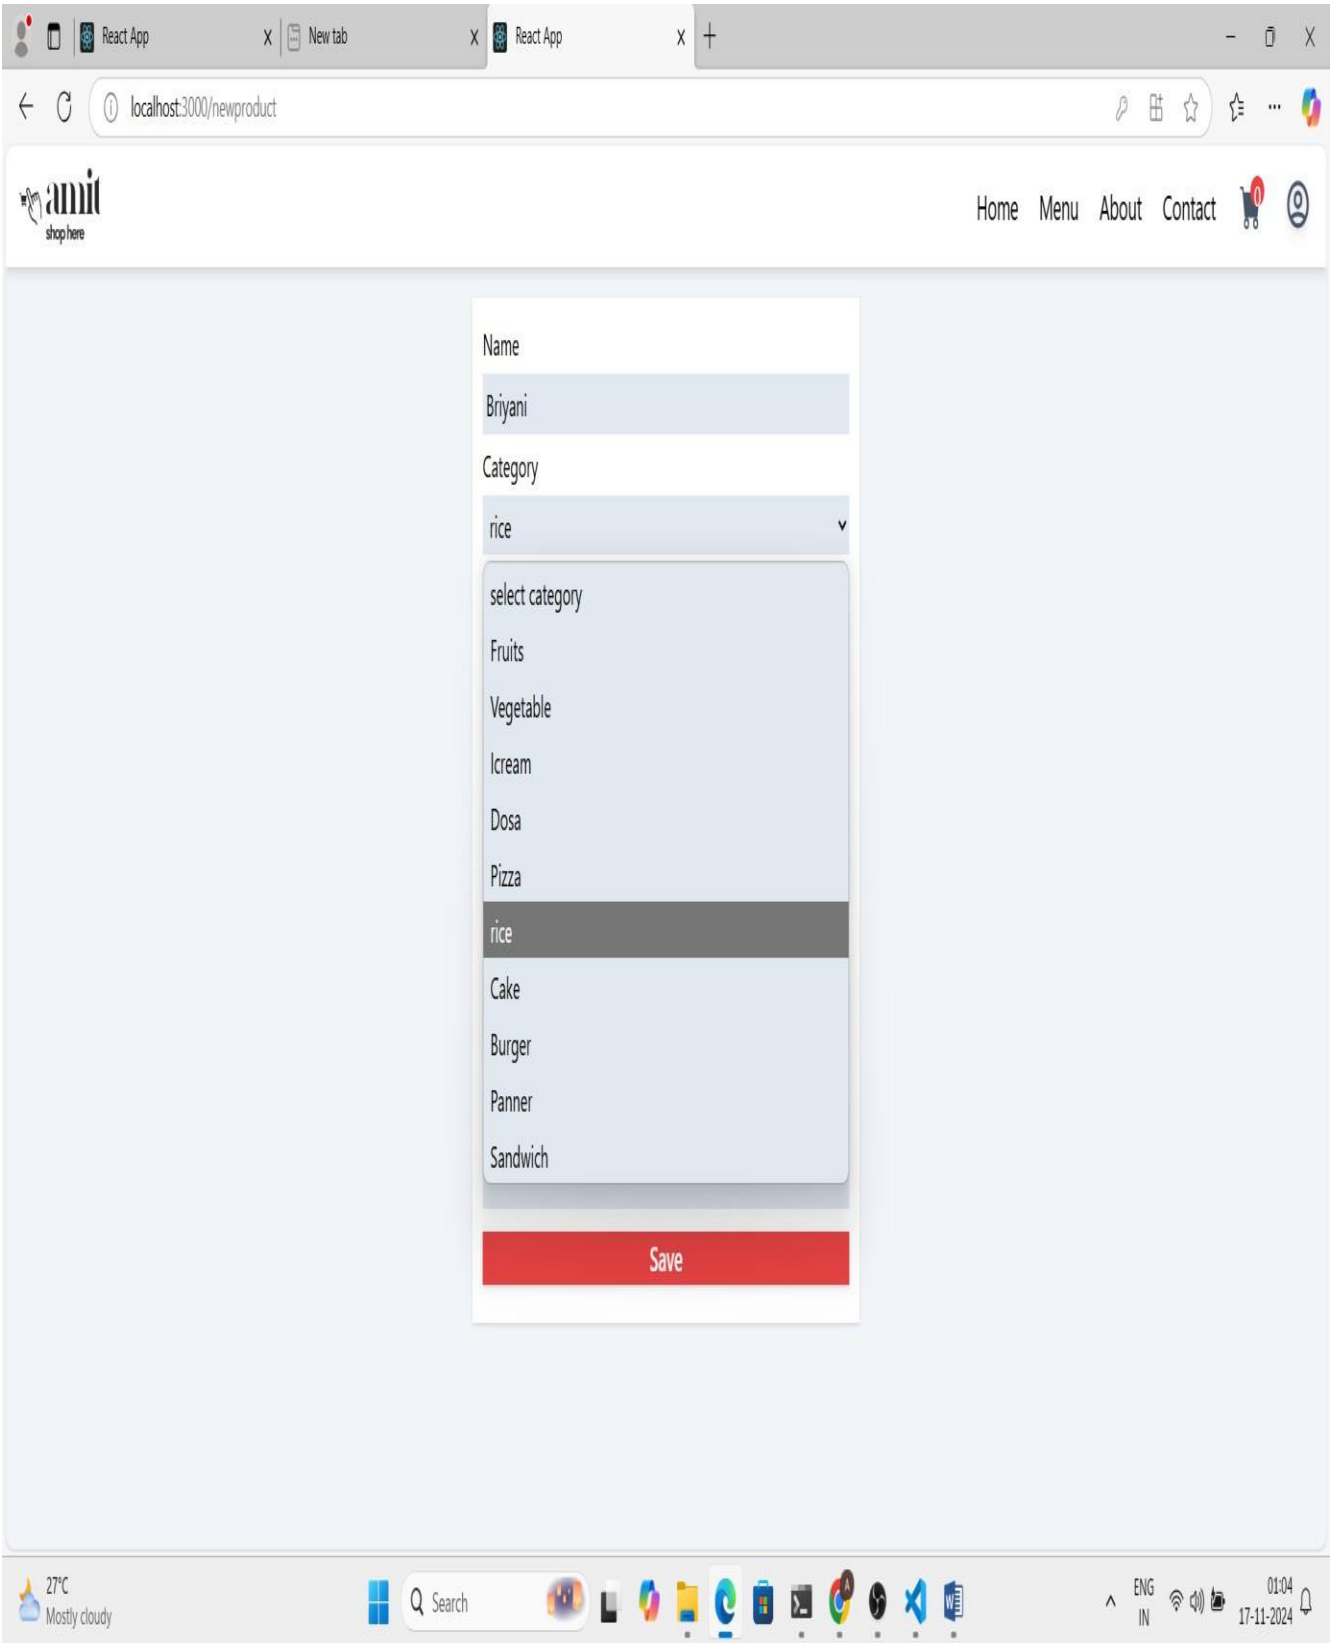 React App
New tab
React App
localhost:3000/newproduct
amit
shop here
Home Menu About Contact 0
Name
Briyani
Category
rice
select category
Fruits
Vegetable
Icream
Dosa
Pizza
rice
Cake
Burger
Panner
Sandwich
Save
27°C
Mostly cloudy
Search
A
W
ENG
IN
01:04
17-11-2024